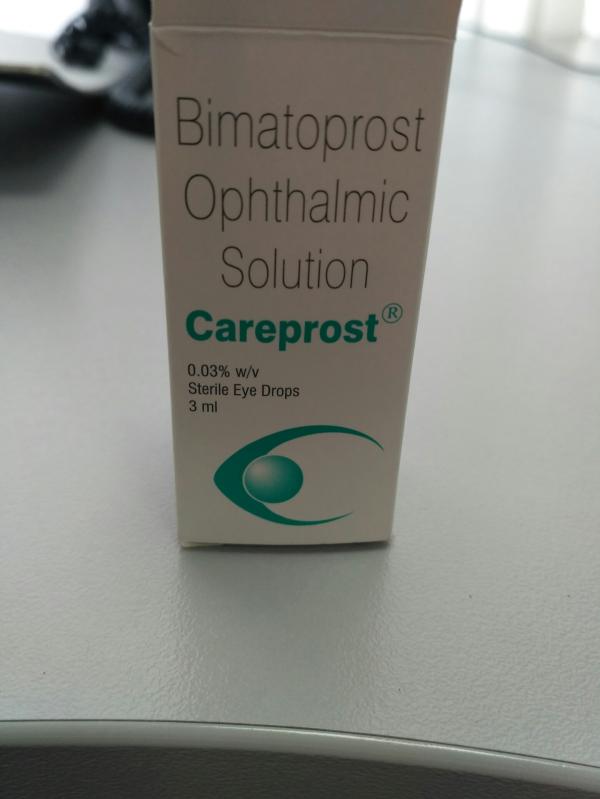 Bimatoprost
Ophthalmic
Solution
Careprost®
0.03% w/v
Sterile Eye Drops
3 ml